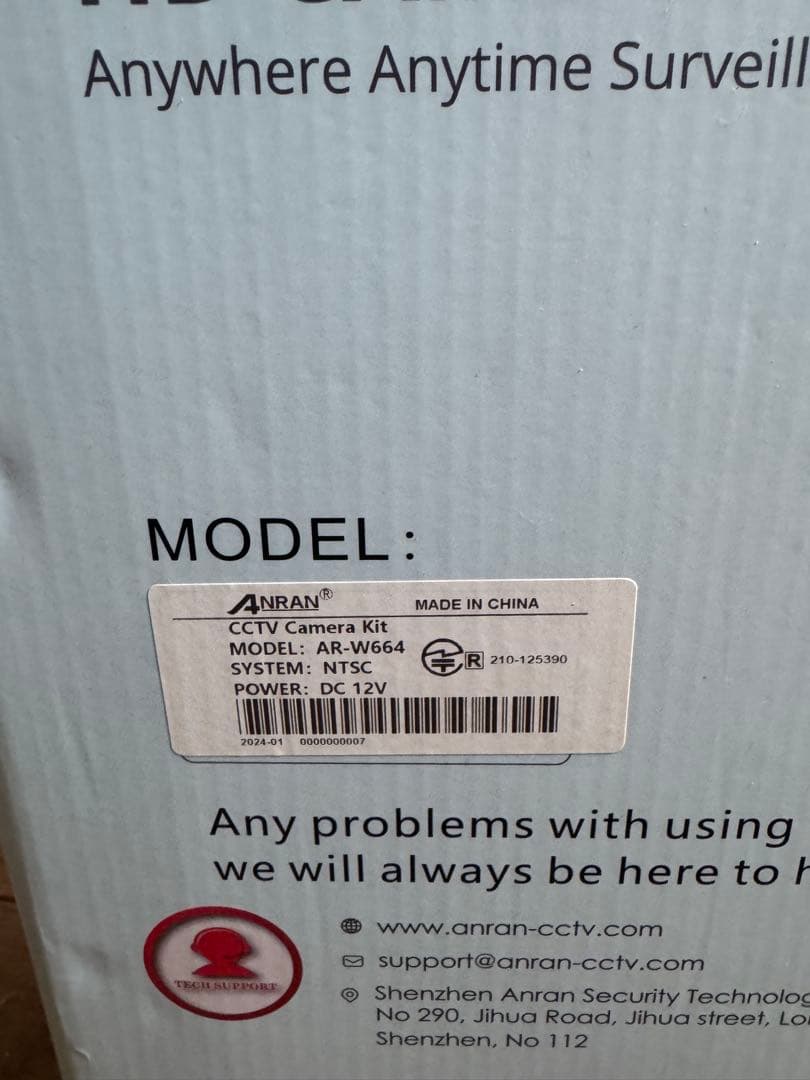 Anywhere Anytime Surveill
MODEL:
ANRAN®
MADE IN CHINA
CCTV Camera Kit
MODEL: AR-W664
SYSTEM: NTSC
R 210-125390
POWER: DC 12V
2024-01 0000000007
Any problems with using
we will always be here to h
www.anran-cctv.com
support@anran-cctv.com
TECH SUPPORT
Shenzhen Anran Security Technolog
No 290, Jihua Road, Jihua street, Lo
Shenzhen, No 112